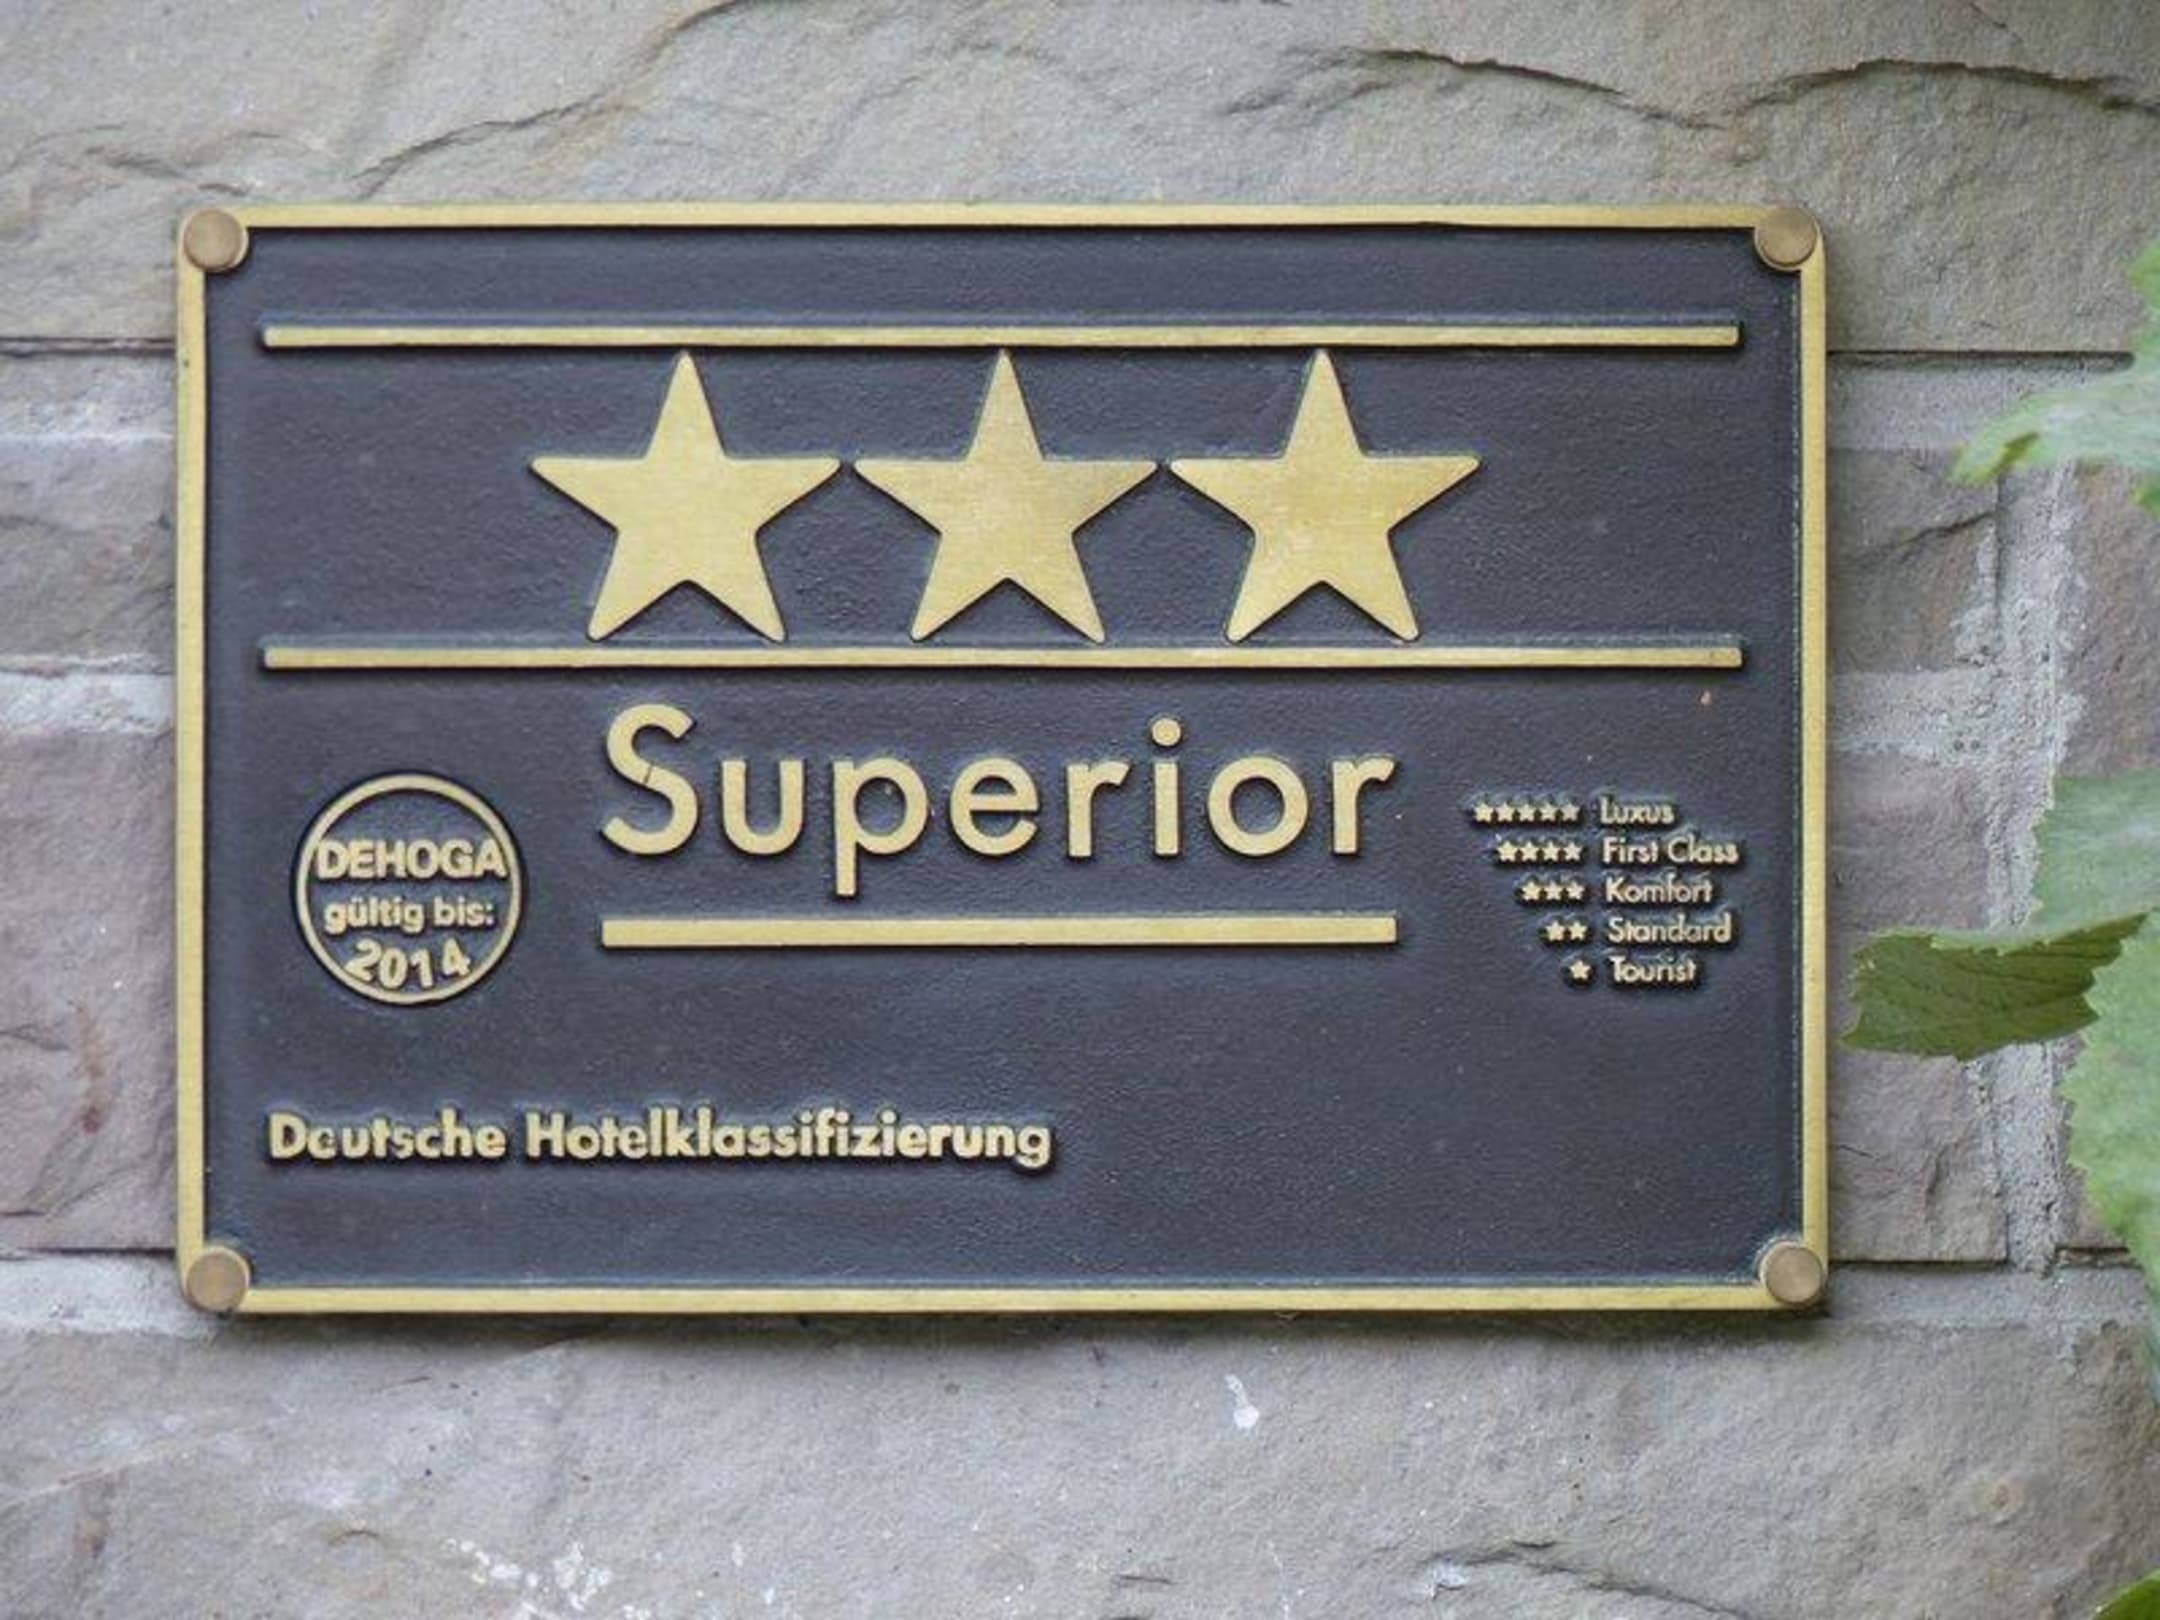 Superior
DEHOGA
gültig bis:
2014
★★★★★ Luxus
★★★★ First Class
★★★ Komfort
★★ Standard
★ Tourist
Deutsche Hotelklassifizierung